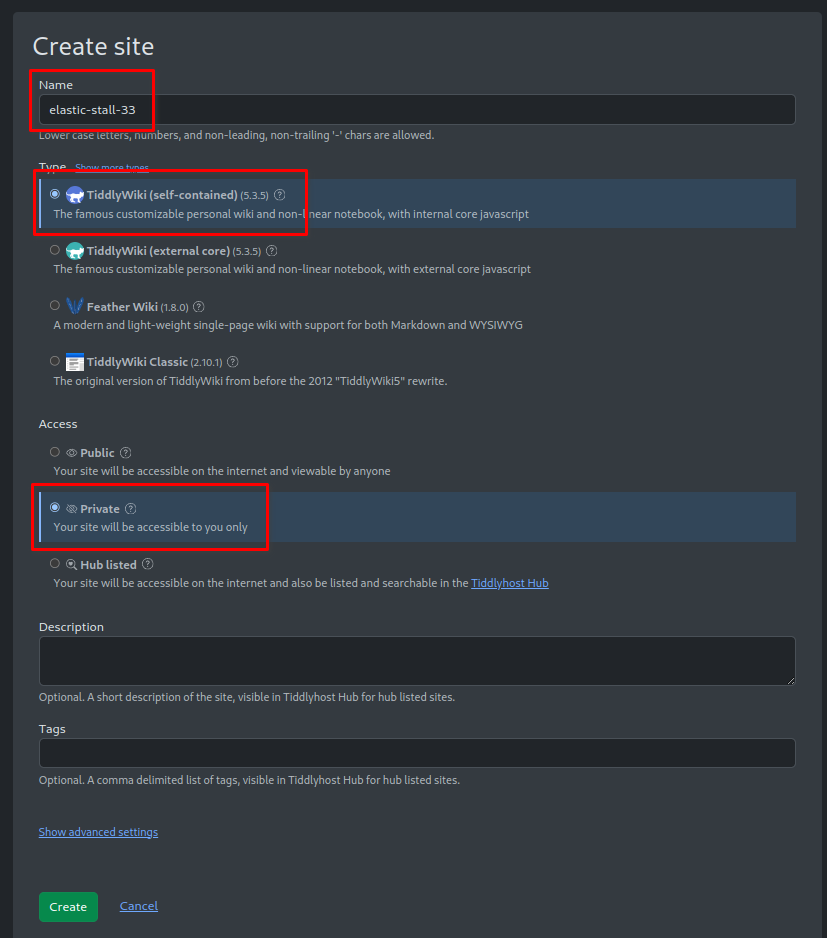 Create site
Name
elastic-stall-33
Lower case letters, numbers, and non-leading, non-trailing '-' chars are allowed.
Type Show more types
TiddlyWiki (self-contained) (5.3.5) ?
The famous customizable personal wiki and non-linear notebook, with internal core javascript
TiddlyWiki (external core) (5.3.5) ?
The famous customizable personal wiki and non-linear notebook, with external core javascript
Feather Wiki (1.8.0) ?
A modern and light-weight single-page wiki with support for both Markdown and WYSIWYG
TiddlyWiki Classic (2.10.1) ?
The original version of TiddlyWiki from before the 2012 "TiddlyWiki5" rewrite.
Access
Public ?
Your site will be accessible on the internet and viewable by anyone
Private ?
Your site will be accessible to you only
Hub listed ?
Your site will be accessible on the internet and also be listed and searchable in the Tiddlyhost Hub
Description
Optional. A short description of the site, visible in Tiddlyhost Hub for hub listed sites.
Tags
Optional. A comma delimited list of tags, visible in Tiddlyhost Hub for hub listed sites.
Show advanced settings
Create Cancel